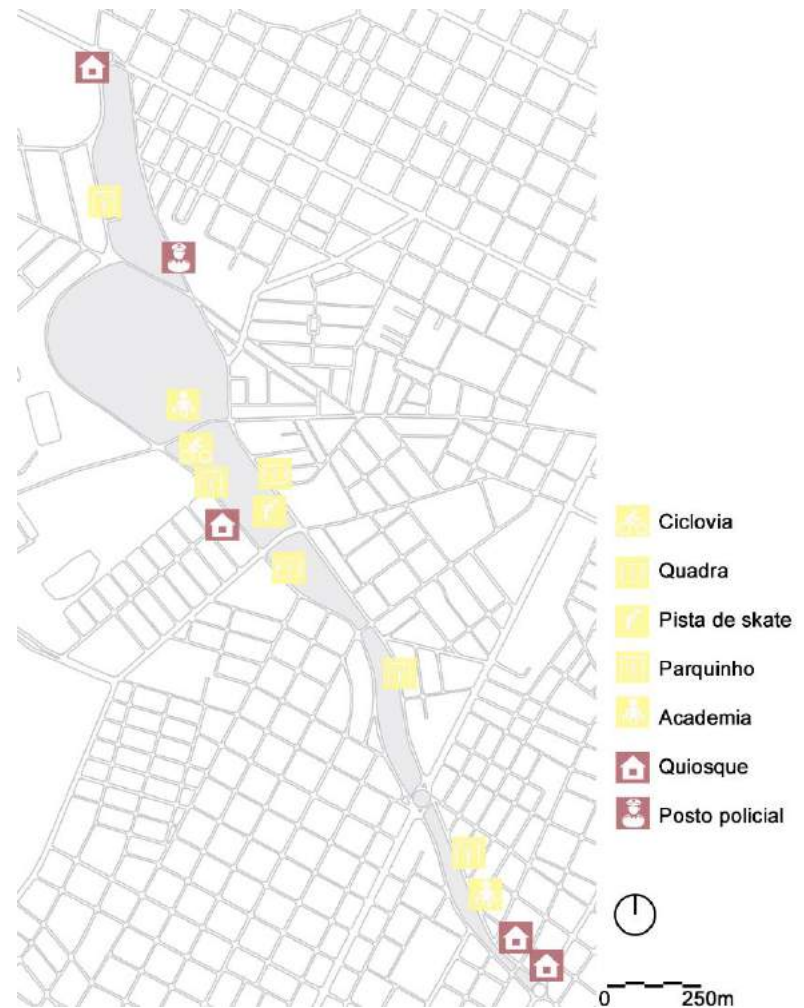 Ciclovia
Quadra
Pista de skate
Parquinho
Academia
Quiosque
Posto policial
0 250m